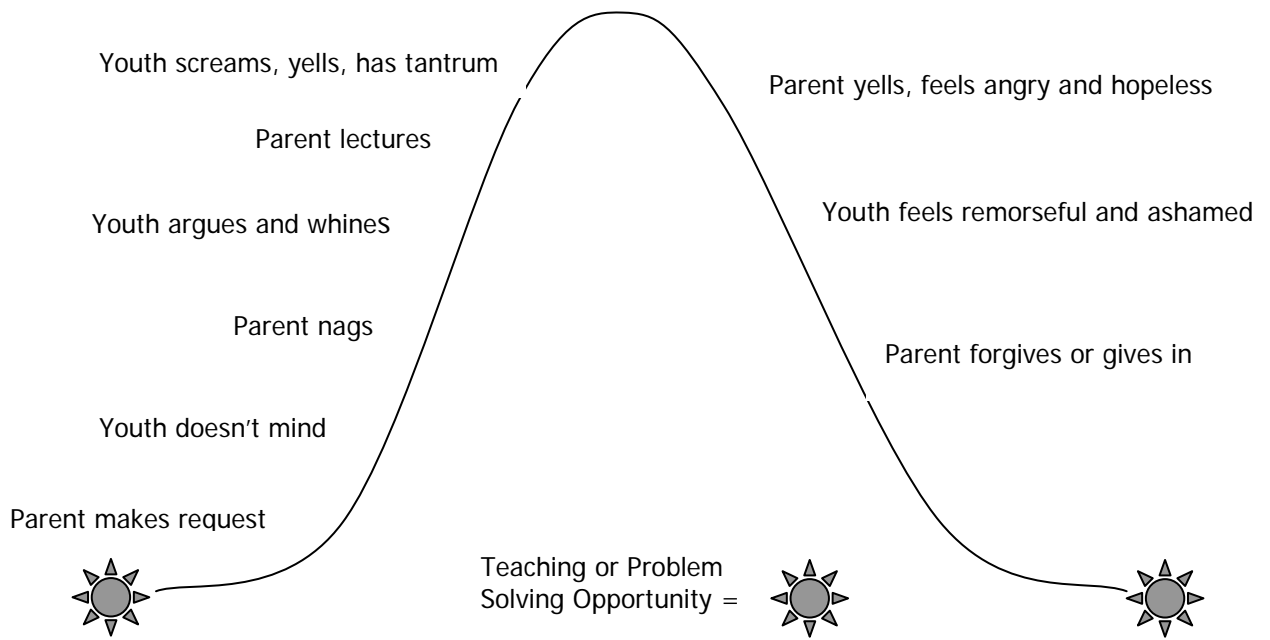 Youth screams, yells, has tantrum
Parent lectures
Youth argues and whines
Parent nags
Youth doesn't mind
Parent makes request
Parent yells, feels angry and hopeless
Youth feels remorseful and ashamed
Parent forgives or gives in
Teaching or Problem
Solving Opportunity =